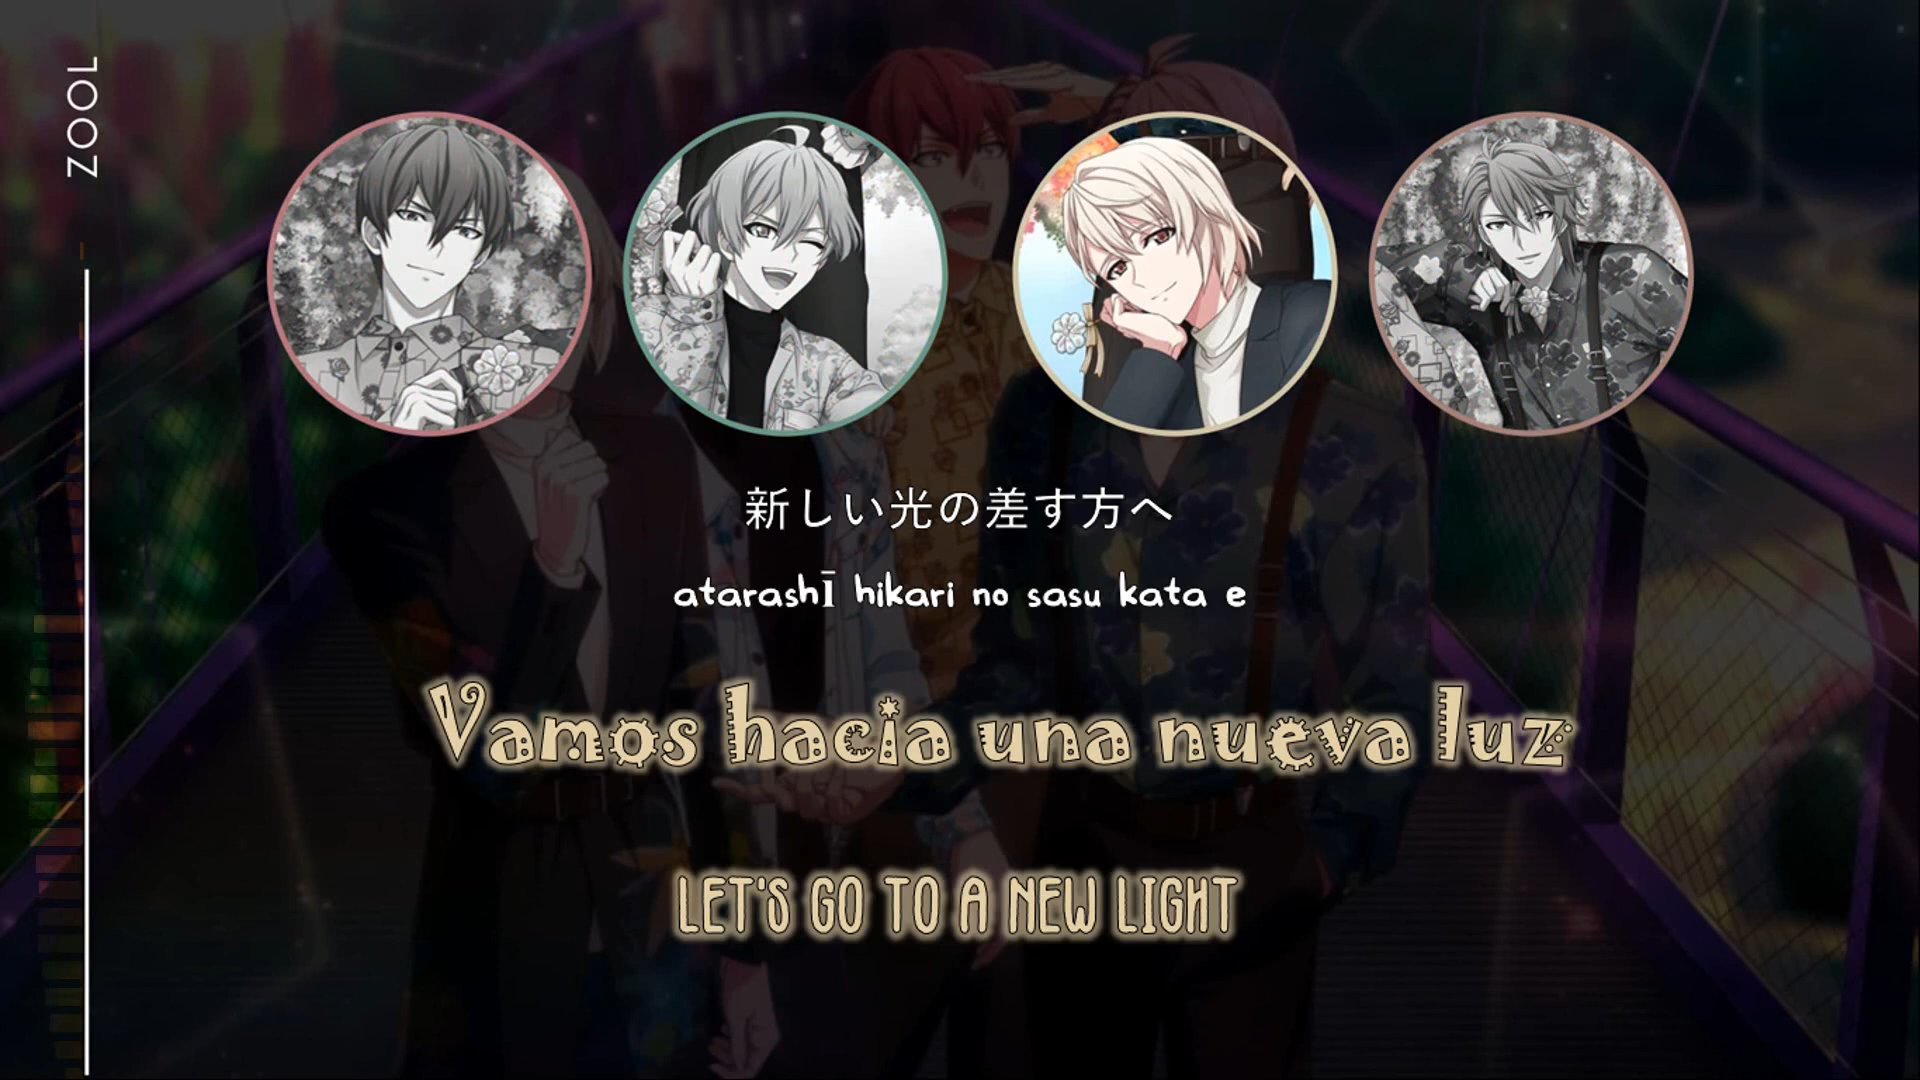 ZOOL
新しい光の差す方へ
atarashī hikari no sasu kata e
Vamos hacia una nueva luz
LET'S GO TO A NEW LIGHT